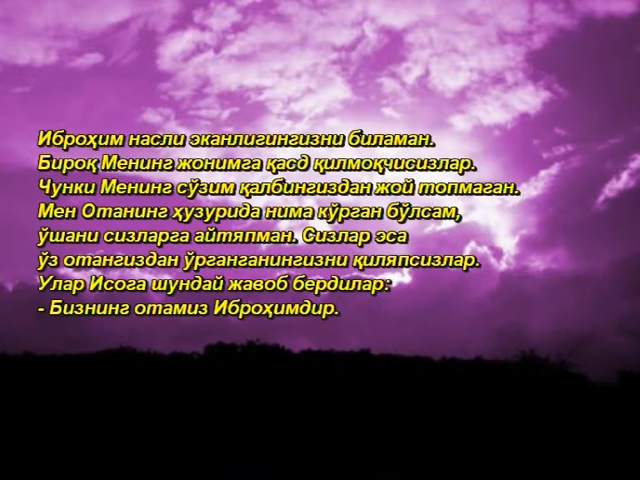 Иброҳим насли эканлигингизни биламан.
Бироқ Менинг жонимга қасд қилмоқчисизлар.
Чунки Менинг сўзим қалбингиздан жой топмаган.
Мен Отанинг ҳузурида нима кўрган бўлсам,
ўшани сизларга айтяпман. Сизлар эса
ўз отангиздан ўрганганингизни қиляпсизлар.
Улар Исога шундай жавоб бердилар:
- Бизнинг отамиз Иброҳимдир.